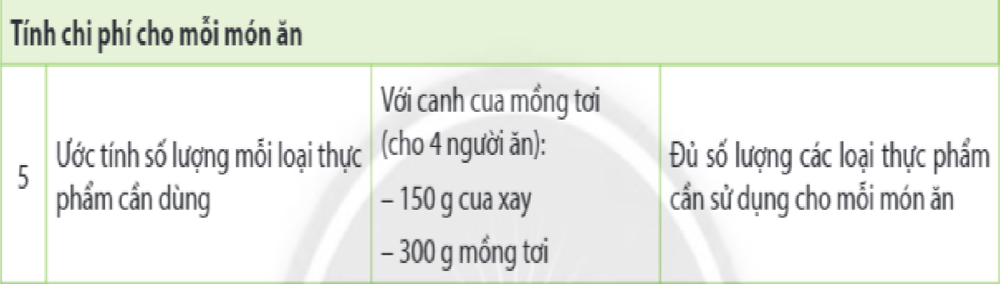 Tính chi phí cho mỗi món ăn
5
Ước tính số lượng mỗi loại thực
phẩm cần dùng
Với canh cua mồng tơi
(cho 4 người ăn):
– 150 g cua xay
– 300 g mồng tơi
Đủ số lượng các loại thực phẩm
cần sử dụng cho mỗi món ăn